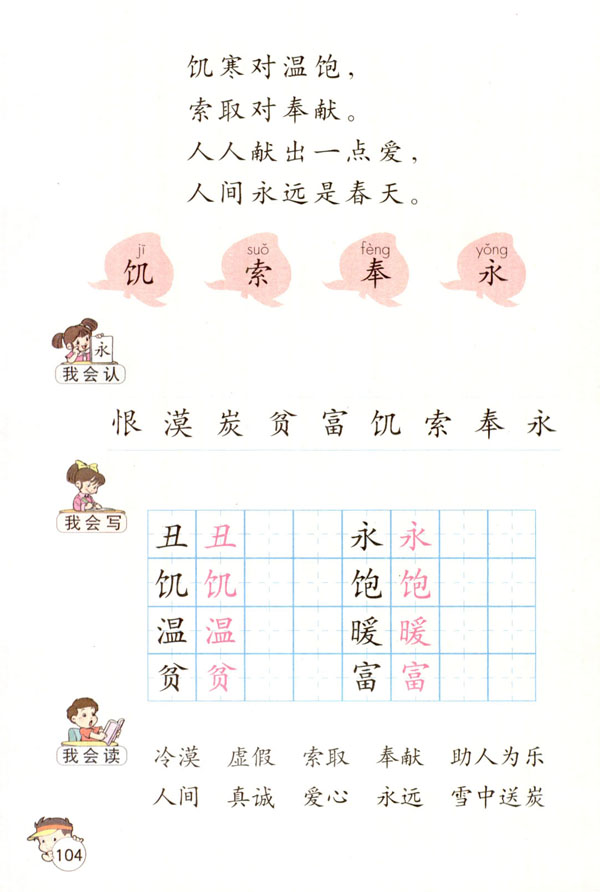 饥寒对温饱，
索取对奉献。
人人献出一点爱，
人间永远是春天。
jī suǒ fèng yǒng
饥 索 奉 永
永
我会认
恨 漠 炭 贫 富 饥 索 奉 永
我会写
丑 丑 永 永
饥 饥 饱 饱
温 温 暖 暖
贫 贫 富 富
我会读
冷漠 虚假 索取 奉献 助人为乐
人间 真诚 爱心 永远 雪中送炭
104